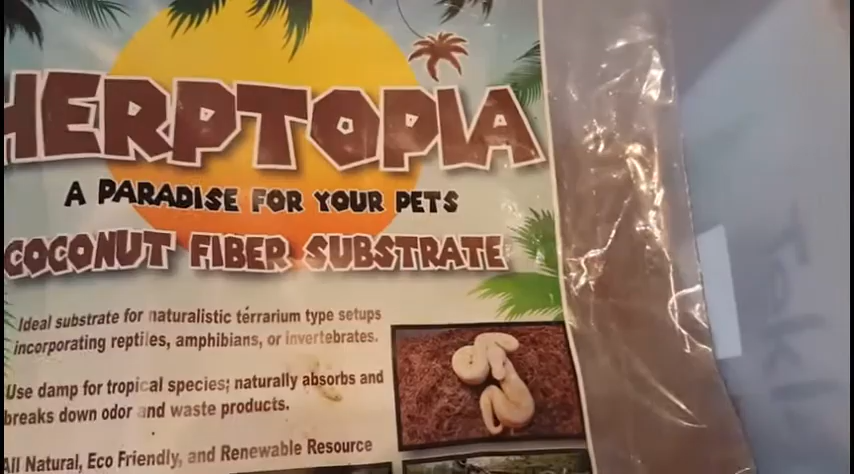 HERPTOPIA
A PARADISE FOR YOUR PETS
COCONUT FIBER SUBSTRATE
Ideal substrate for naturalistic terrarium type setups
incorporating reptiles, amphibians, or invertebrates.
Use damp for tropical species; naturally absorbs and
breaks down odor and waste products.
All Natural, Eco Friendly, and Renewable Resource